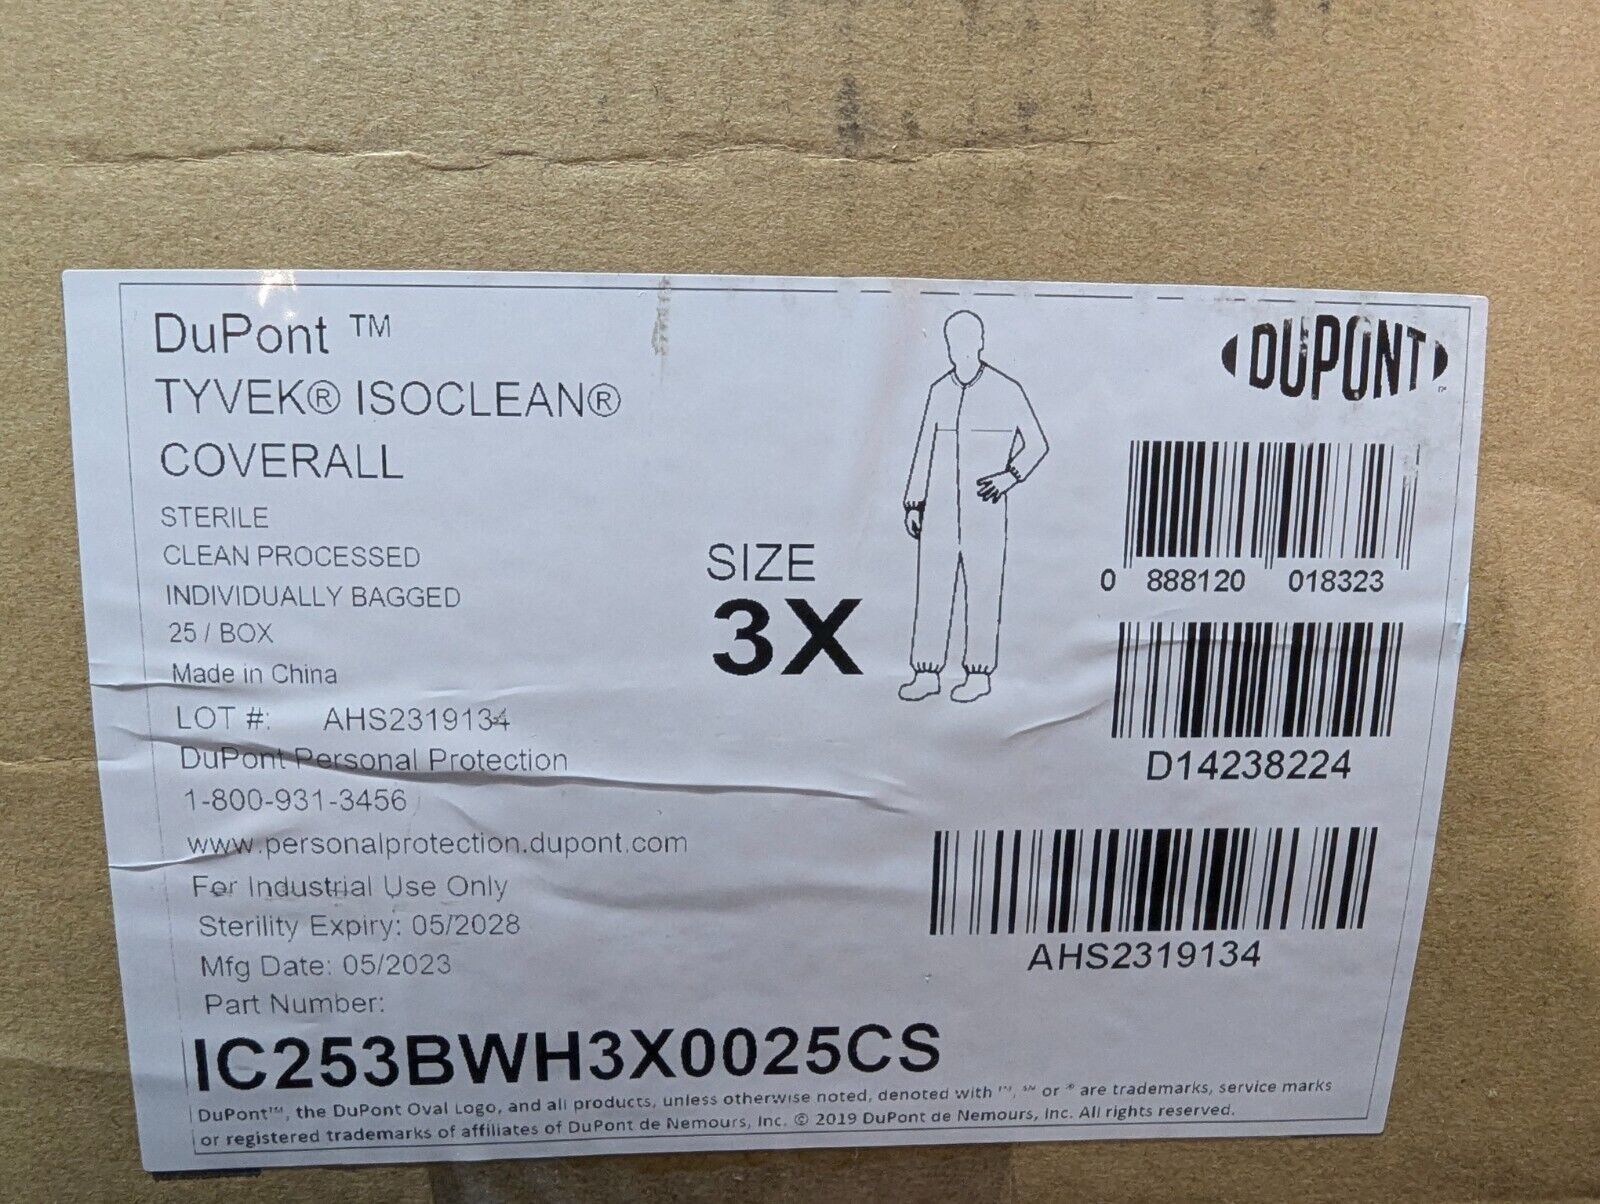 DuPont ™
TYVEK® ISOCLEAN®
COVERALL
STERILE
CLEAN PROCESSED
INDIVIDUALLY BAGGED
25 / BOX
Made in China
LOT #: AHS2319134
DuPont Personal Protection
1-800-931-3456
www.personalprotection.dupont.com
For Industrial Use Only
Sterility Expiry: 05/2028
Mfg Date: 05/2023
Part Number:
IC253BWH3X0025CS
DuPont™, the DuPont Oval Logo, and all products, unless otherwise noted, denoted with ™, ℠ or ® are trademarks, service marks
or registered trademarks of affiliates of DuPont de Nemours, Inc. © 2019 DuPont de Nemours, Inc. All rights reserved.
SIZE
3X
DUPONT™
0 888120 018323
D14238224
AHS2319134